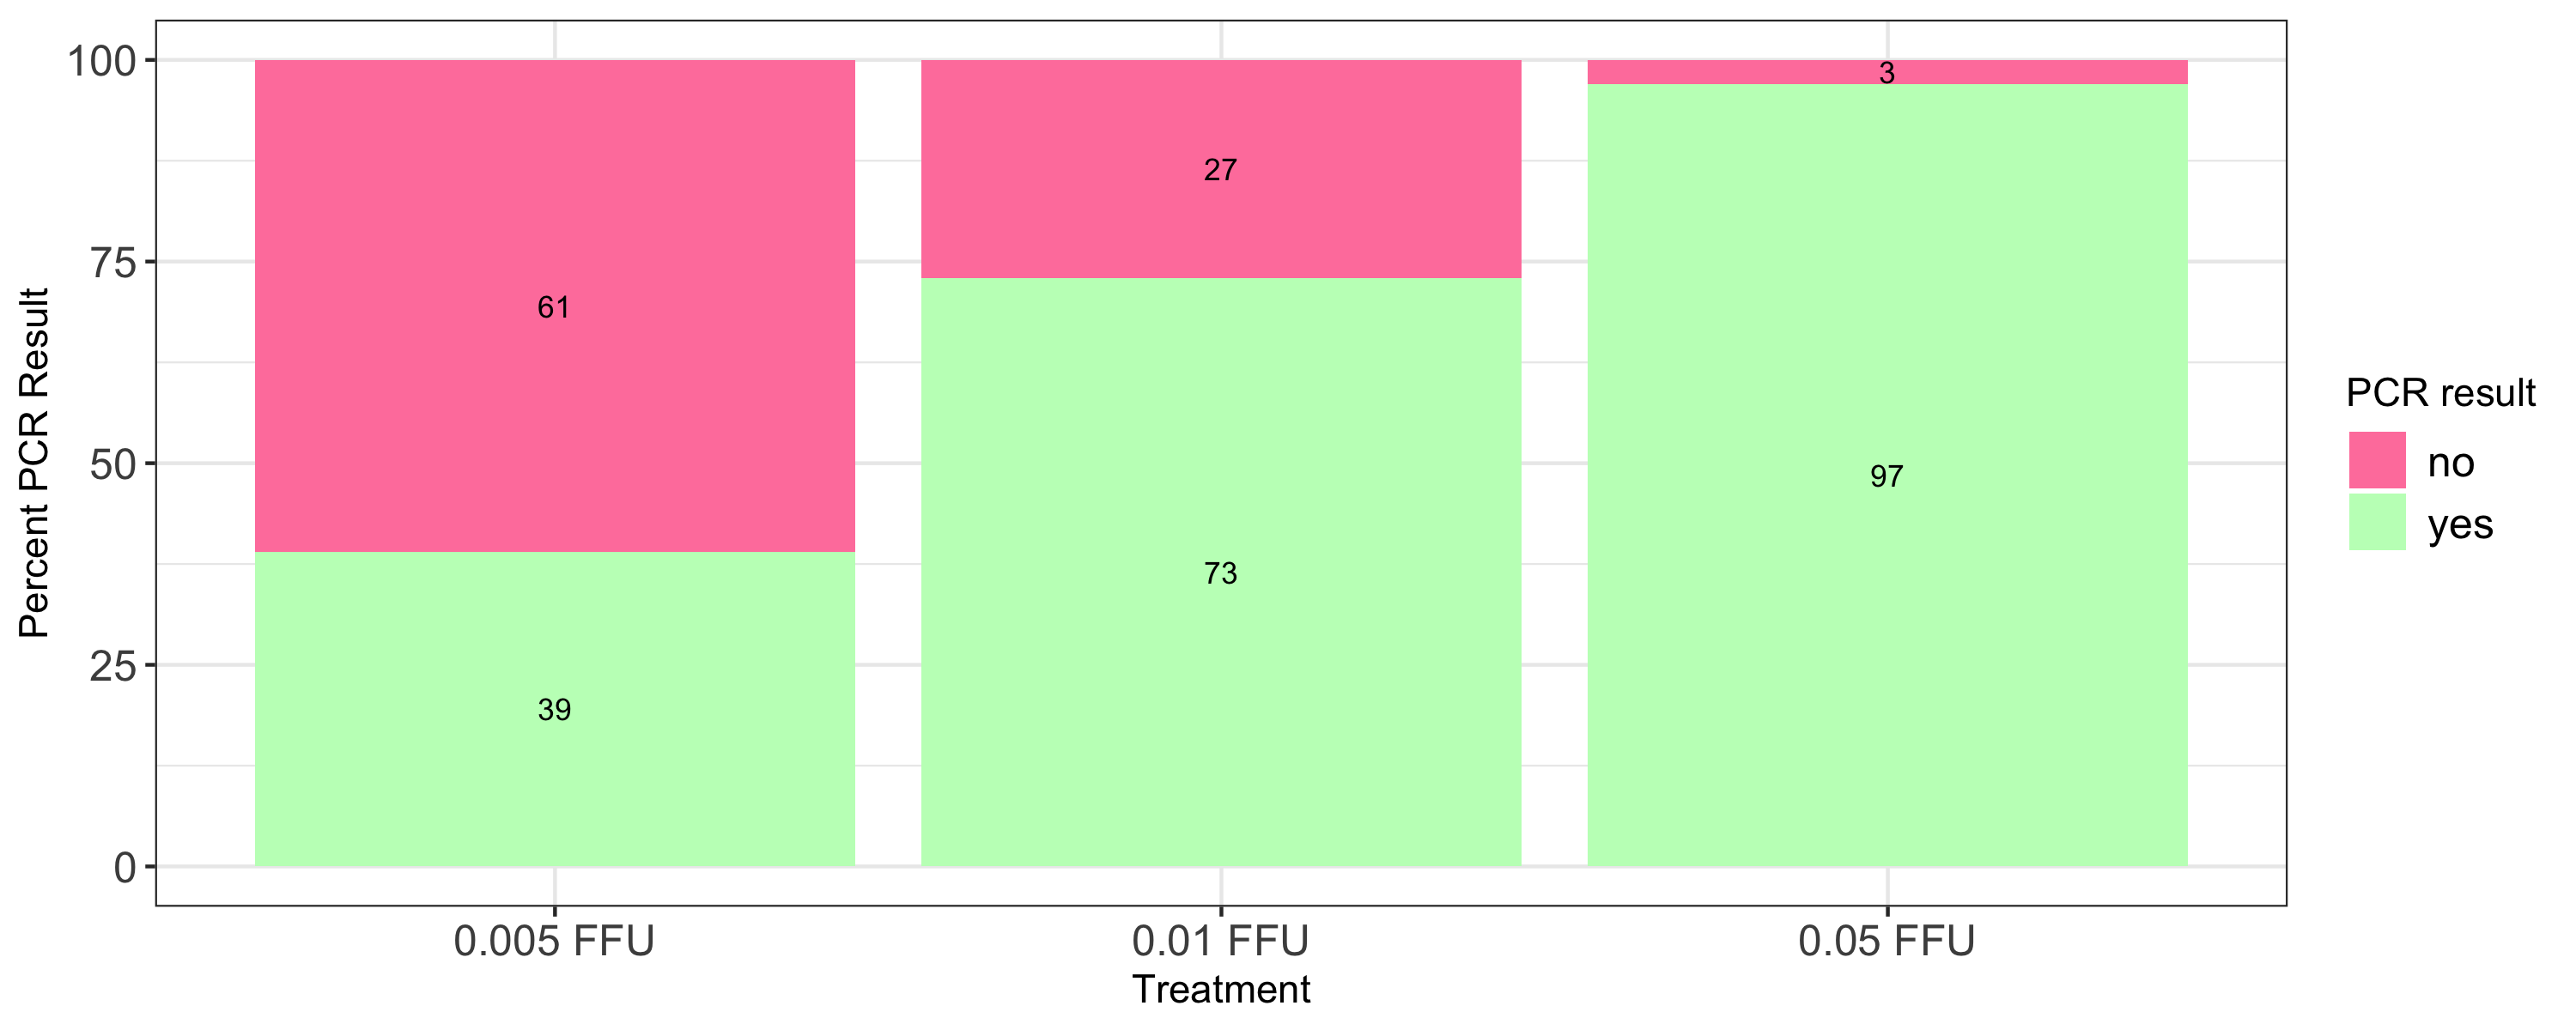 Percent PCR Result
100
75
50
25
0
61
39
27
73
3
97
0.005 FFU
0.01 FFU
0.05 FFU
Treatment
PCR result
no
yes